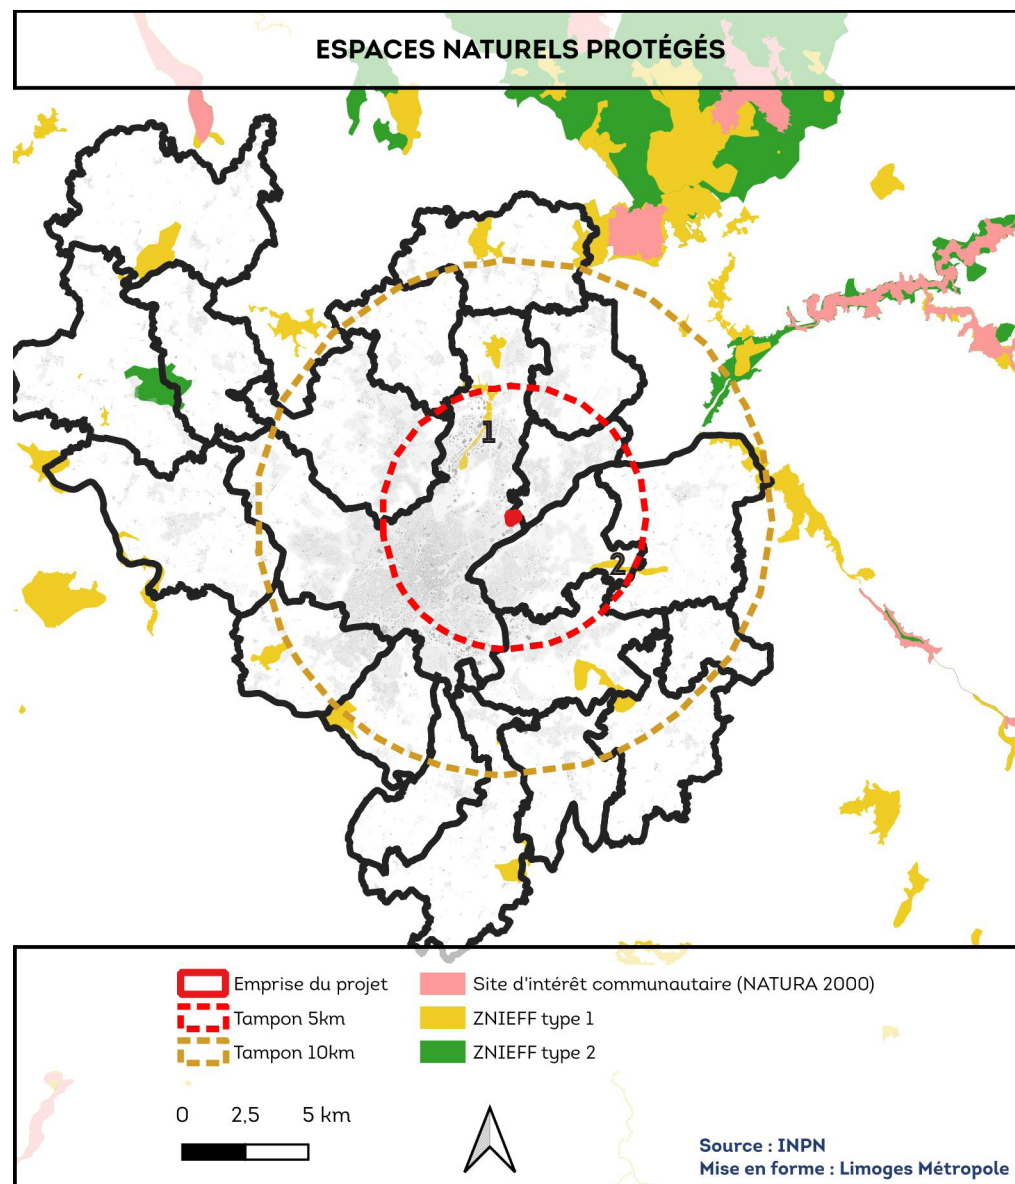 ESPACES NATURELS PROTÉGÉS
1
2
Emprise du projet
Site d'intérêt communautaire (NATURA 2000)
Tampon 5km
ZNIEFF type 1
Tampon 10km
ZNIEFF type 2
0 2,5 5 km
Source : INPN
Mise en forme : Limoges Métropole